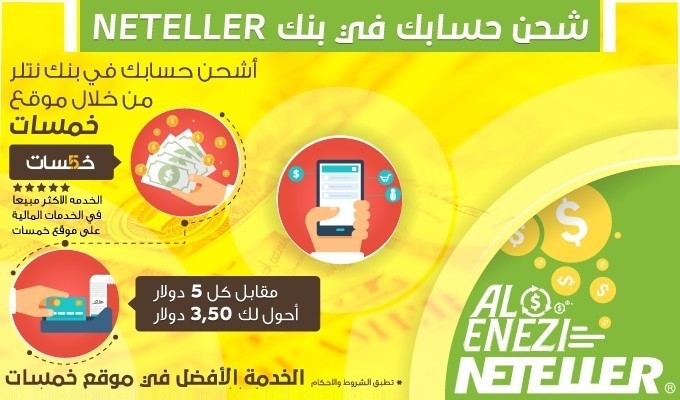 شحن حسابك في بنك NETELLER
أشحن حسابك في بنك نتلر
من خلال موقع
خمسات
خمسات
الخدمه الاكثر مبيعا
في الخدمات المالية
على موقع خمسات
مقابل كل 5 دولار
أحول لك 3,50 دولار
AL
ENEZI
NETELLER ®
* تطبق الشروط والاحكام
الخدمة الأفضل في موقع خمسات